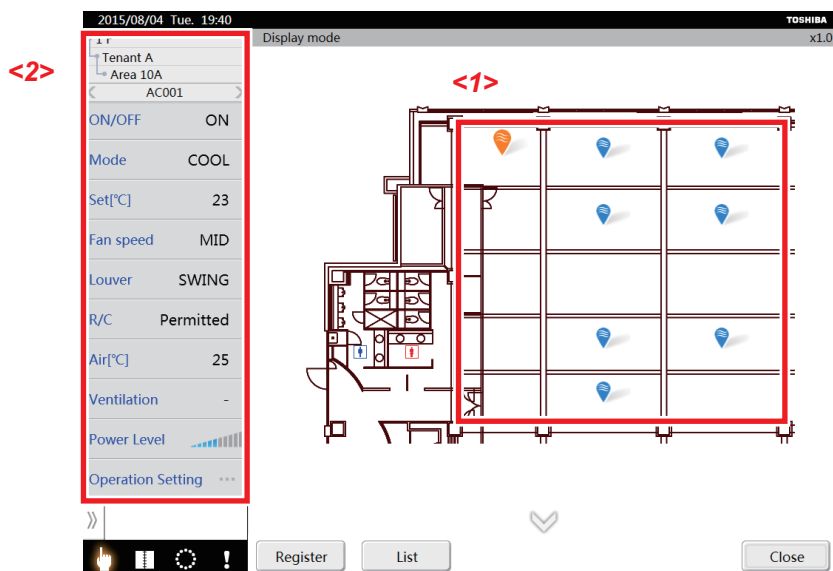 2015/08/04 Tue. 19:40
TOSHIBA
Display mode
x1.0
<2>
<1>
Tenant A
Area 10A
AC001
ON/OFF ON
Mode COOL
Set[℃] 23
Fan speed MID
Louver SWING
R/C Permitted
Air[℃] 25
Ventilation -
Power Level
Operation Setting ...
Register
List
Close